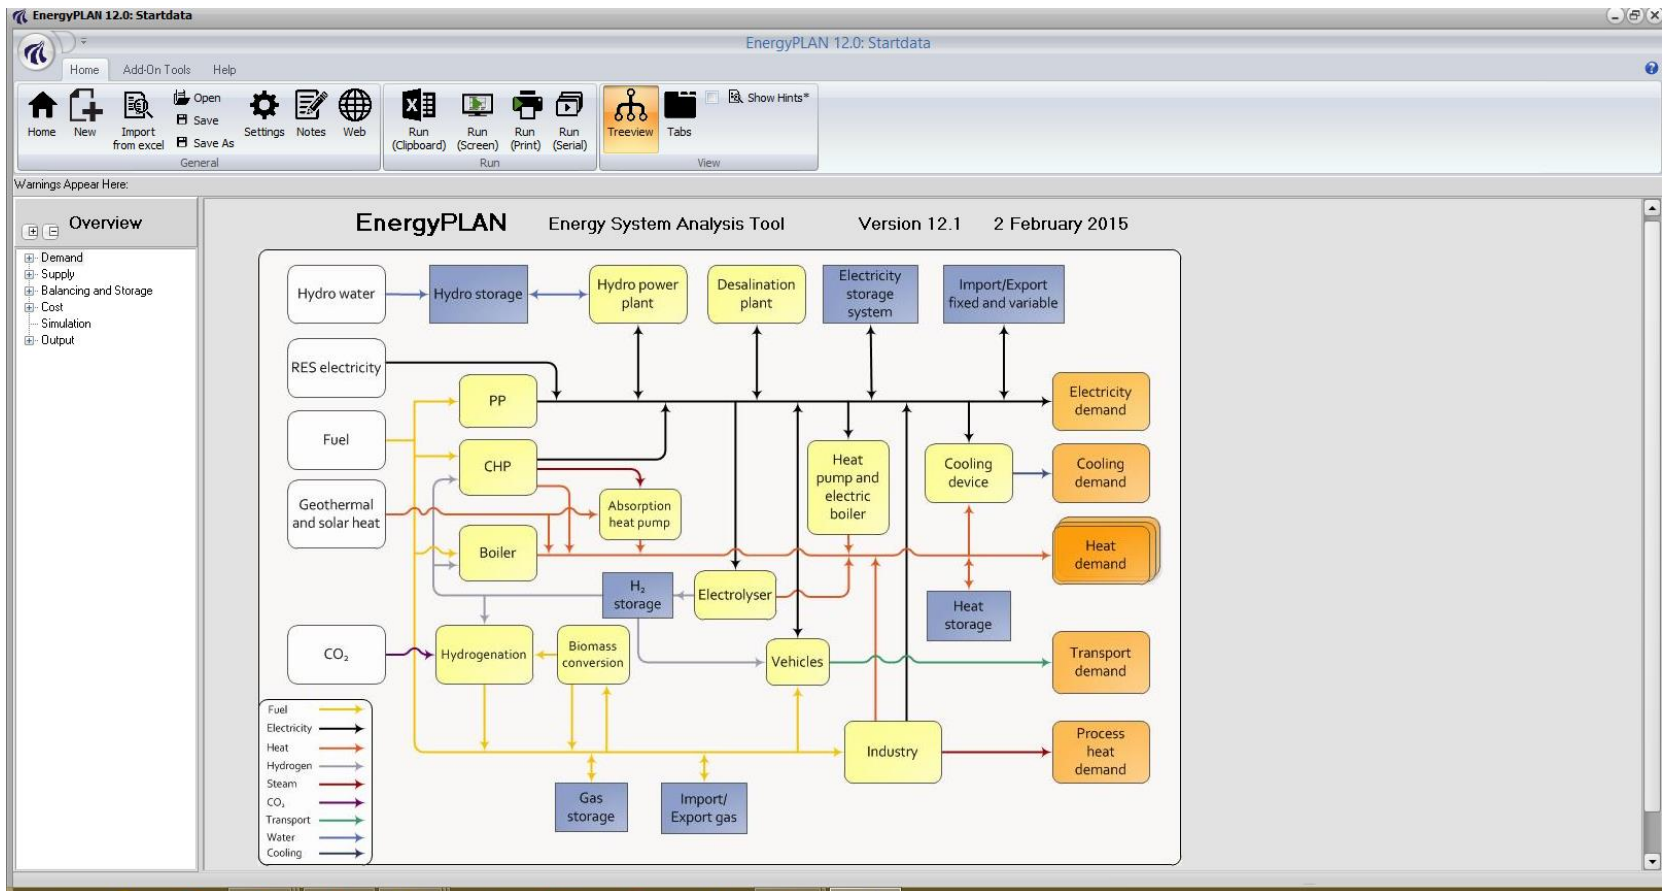 EnergyPLAN 12.0: Startdata
EnergyPLAN 12.0: Startdata
Home Add-On Tools Help
Home
New
Import
from excel
Open
Save
Save As
Settings
Notes
Web
General
Run
(Clipboard)
Run
(Screen)
Run
(Print)
Run
(Serial)
Run
Treeview
Tabs
Show Hints*
View
Warnings Appear Here:
Overview
Demand
Supply
Balancing and Storage
Cost
Simulation
Output
EnergyPLAN Energy System Analysis Tool Version 12.1 2 February 2015
Hydro water
Hydro storage
Hydro power
plant
Desalination
plant
Electricity
storage
system
Import/Export
fixed and variable
RES electricity
PP
Electricity
demand
Fuel
CHP
Heat
pump and
electric
boiler
Cooling
device
Cooling
demand
Geothermal
and solar heat
Absorption
heat pump
Boiler
Heat
demand
H₂
storage
Electrolyser
Heat
storage
CO₂
Hydrogenation
Biomass
conversion
Vehicles
Transport
demand
Industry
Process
heat
demand
Gas
storage
Import/
Export gas
Fuel
Electricity
Heat
Hydrogen
Steam
CO₂
Transport
Water
Cooling